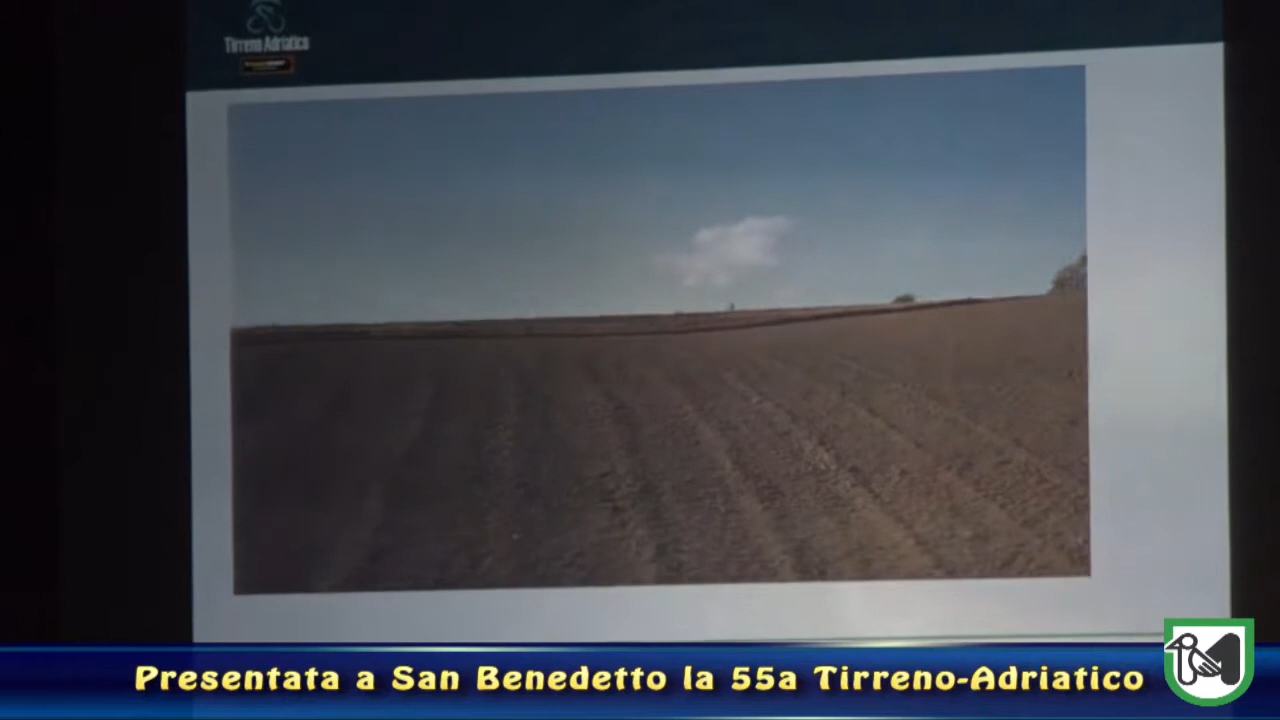 Tirreno Adriatico
Presentata a San Benedetto la 55a Tirreno-Adriatico